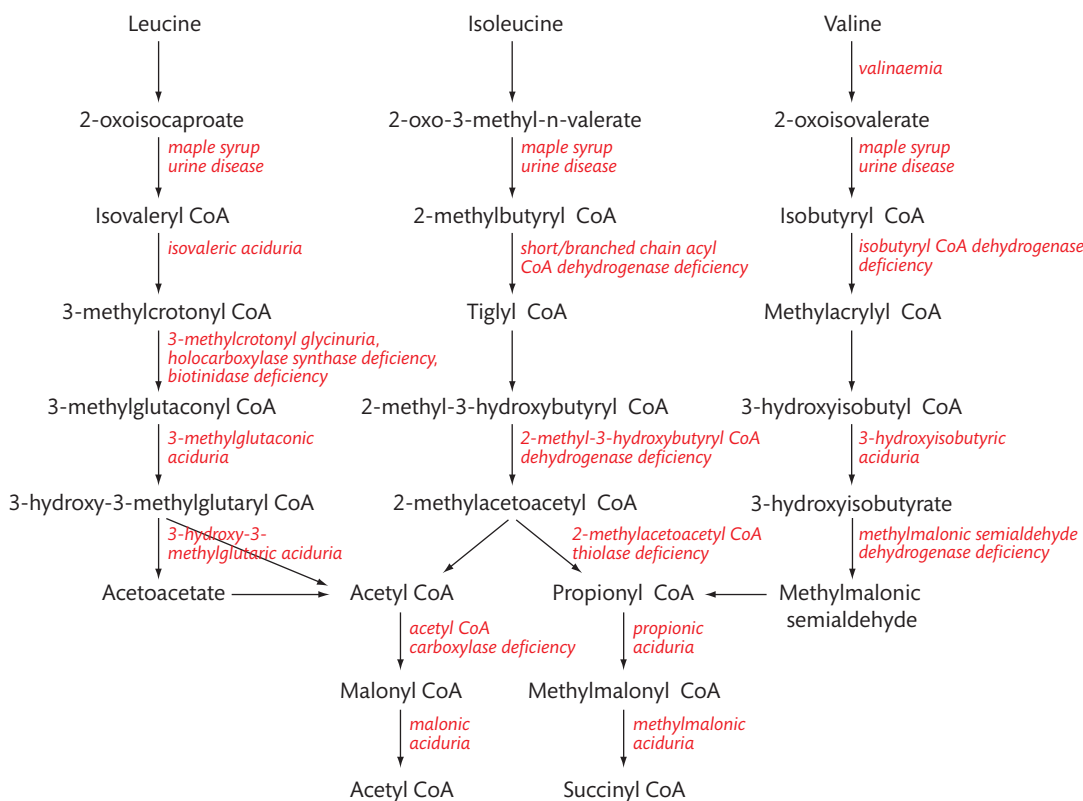 Leucine
Isoleucine
Valine
valinaemia
2-oxoisocaproate
2-oxo-3-methyl-n-valerate
2-oxoisovalerate
maple syrup
urine disease
maple syrup
urine disease
maple syrup
urine disease
Isovaleryl CoA
2-methylbutyryl CoA
Isobutyryl CoA
isovaleric aciduria
short/branched chain acyl
CoA dehydrogenase deficiency
isobutyryl CoA dehydrogenase
deficiency
3-methylcrotonyl CoA
Tiglyl CoA
Methylacrylyl CoA
3-methylcrotonyl glycinuria,
holocarboxylase synthase deficiency,
biotinidase deficiency
3-methylglutaconyl CoA
2-methyl-3-hydroxybutyryl CoA
3-hydroxyisobutyl CoA
3-methylglutaconic
aciduria
2-methyl-3-hydroxybutyryl CoA
dehydrogenase deficiency
3-hydroxyisobutyric
aciduria
3-hydroxy-3-methylglutaryl CoA
2-methylacetoacetyl CoA
3-hydroxyisobutyrate
3-hydroxy-3-
methylglutaric aciduria
2-methylacetoacetyl CoA
thiolase deficiency
methylmalonic semialdehyde
dehydrogenase deficiency
Acetoacetate
Acetyl CoA
Propionyl CoA
Methylmalonic
semialdehyde
acetyl CoA
carboxylase deficiency
propionic
aciduria
Malonyl CoA
Methylmalonyl CoA
malonic
aciduria
methylmalonic
aciduria
Acetyl CoA
Succinyl CoA